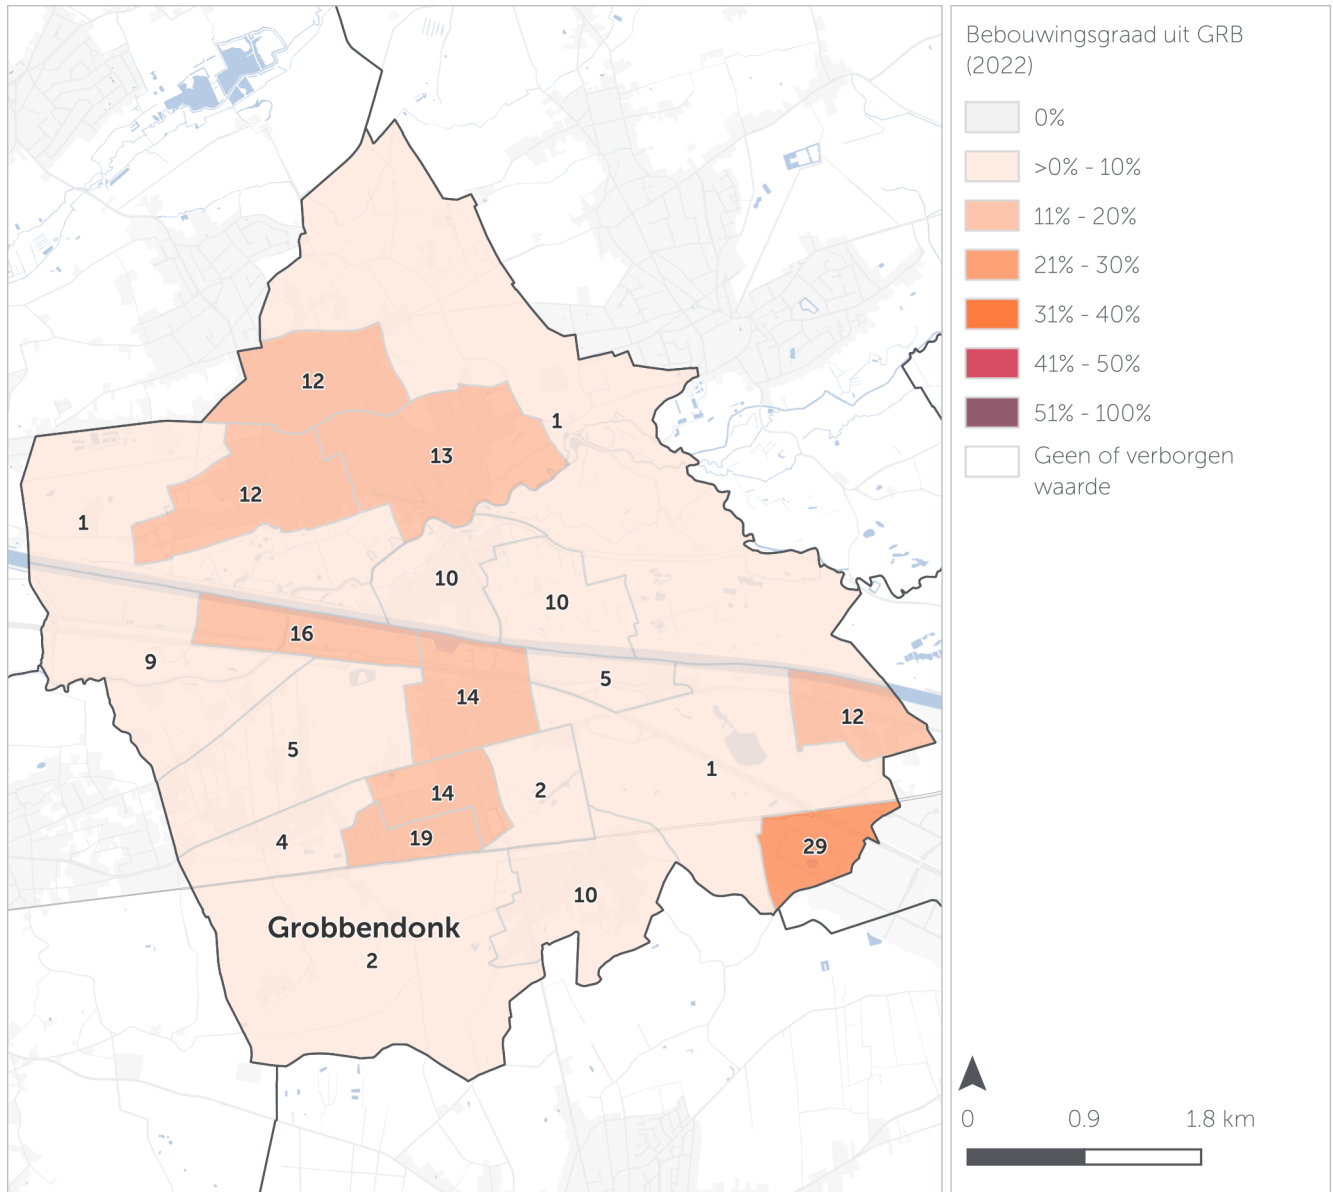 12
1
13
12
1
10
10
16
9
5
14
12
5
1
14
2
19
4
29
10
Grobbendonk
2
Bebouwingsgraad uit GRB
(2022)
0%
>0% - 10%
11% - 20%
21% - 30%
31% - 40%
41% - 50%
51% - 100%
Geen of verborgen
waarde
0 0.9 1.8 km